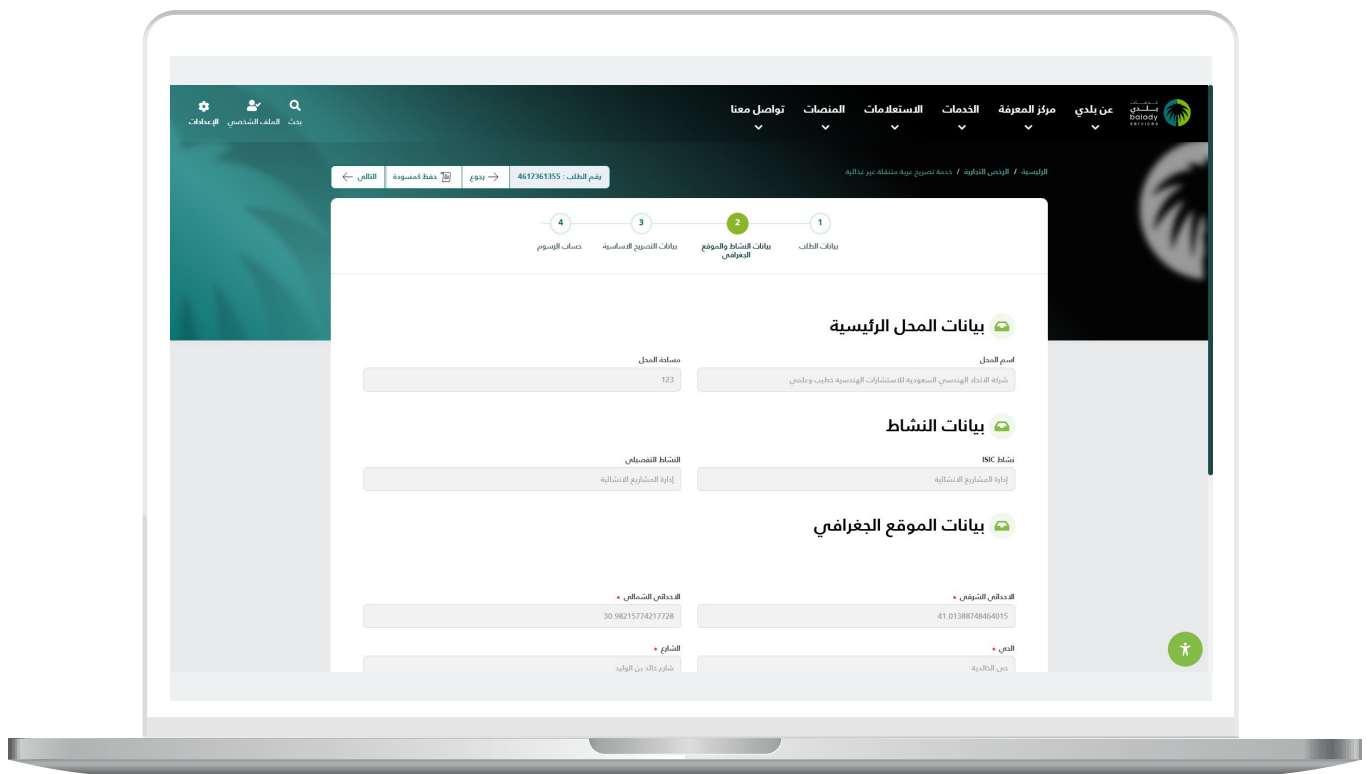 خدمات
بلدي
balady
services
عن بلدي
مركز المعرفة
الخدمات
الاستعلامات
المنصات
تواصل معنا
بحث
الملف الشخصي
الإعدادات
الرئيسية / الرخص التجارية / خدمة تصريح عربة متنقلة غير غذائية
رقم الطلب : 4617361355
رجوع
حفظ كمسودة
التالي
1
2
3
4
بيانات الطلب
بيانات النشاط والموقع
الجغرافي
بيانات التصريح الاساسية
حساب الرسوم
بيانات المحل الرئيسية
اسم المحل
مساحة المحل
شركة الاتحاد الهندسي السعودية للاستشارات الهندسية خطيب وعلمي
123
بيانات النشاط
نشاط ISIC
النشاط التفصيلي
إدارة المشاريع الانشائية
إدارة المشاريع الانشائية
بيانات الموقع الجغرافي
الاحداثي الشرقي *
الاحداثي الشمالي *
41.01388748464015
30.98215774217728
الحي *
الشارع *
حي الخالدية
شارع خالد بن الوليد